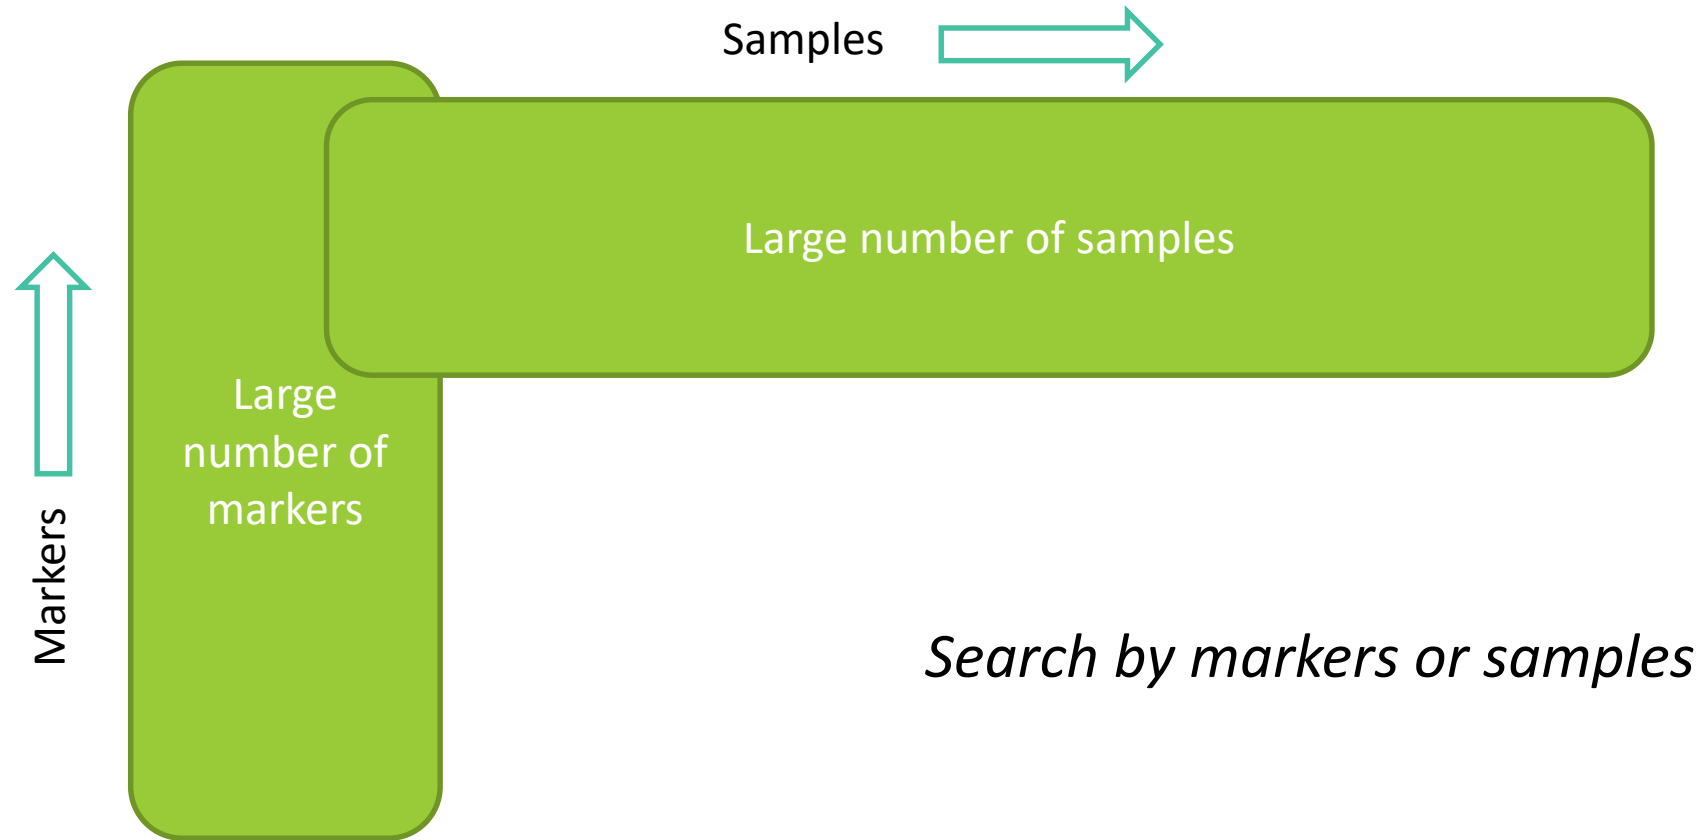 Samples
Large number of samples
Large
number of
markers
Markers
Search by markers or samples